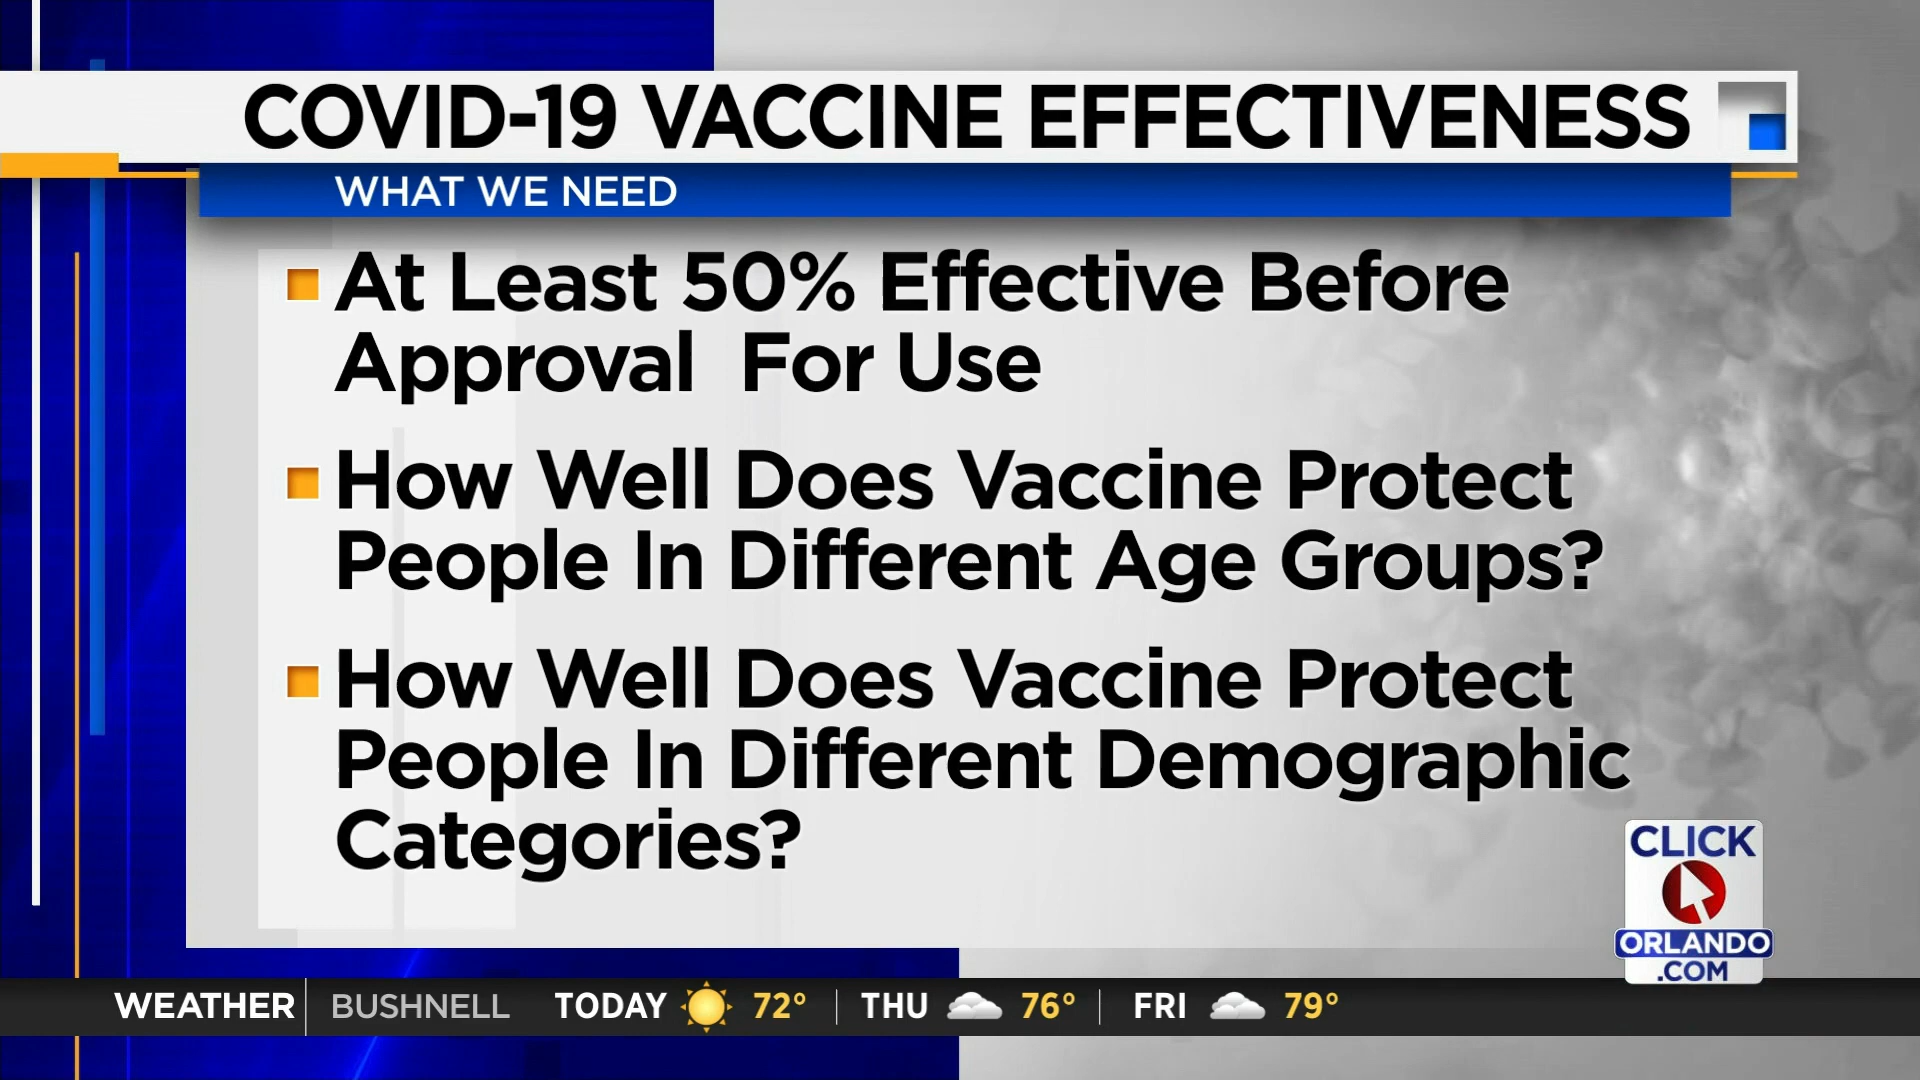 COVID-19 VACCINE EFFECTIVENESS
WHAT WE NEED
At Least 50% Effective Before
Approval For Use
How Well Does Vaccine Protect
People In Different Age Groups?
How Well Does Vaccine Protect
People In Different Demographic
Categories?
CLICK
ORLANDO
.COM
WEATHER BUSHNELL TODAY 72° THU 76° FRI 79°